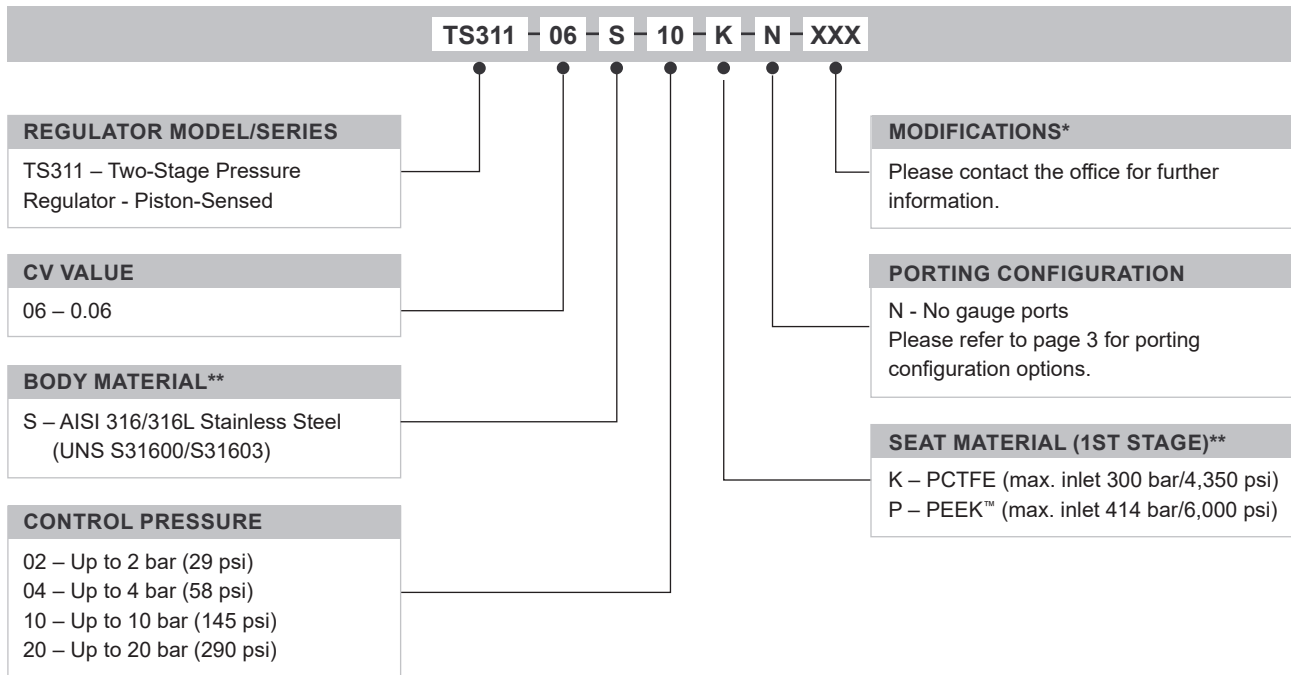 TS311 - 06 - S - 10 - K - N - XXX
REGULATOR MODEL/SERIES
TS311 – Two-Stage Pressure
Regulator - Piston-Sensed
CV VALUE
06 – 0.06
BODY MATERIAL**
S – AISI 316/316L Stainless Steel
(UNS S31600/S31603)
CONTROL PRESSURE
02 – Up to 2 bar (29 psi)
04 – Up to 4 bar (58 psi)
10 – Up to 10 bar (145 psi)
20 – Up to 20 bar (290 psi)
MODIFICATIONS*
Please contact the office for further
information.
PORTING CONFIGURATION
N - No gauge ports
Please refer to page 3 for porting
configuration options.
SEAT MATERIAL (1ST STAGE)**
K – PCTFE (max. inlet 300 bar/4,350 psi)
P – PEEK™ (max. inlet 414 bar/6,000 psi)